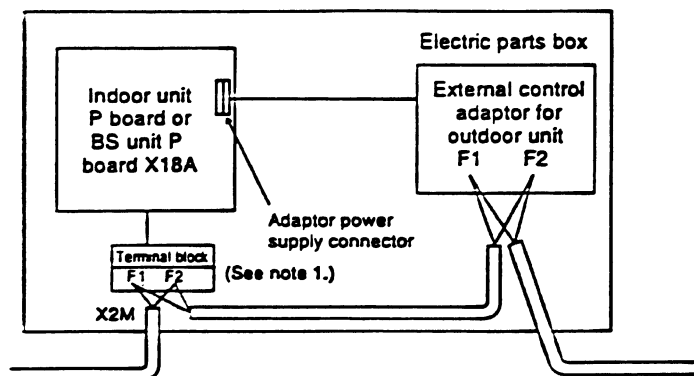 Electric parts box
Indoor unit
P board or
BS unit P
board X18A
External control
adaptor for
outdoor unit
F1 F2
Adaptor power
supply connector
Terminal block
F1 F2
(See note 1.)
X2M